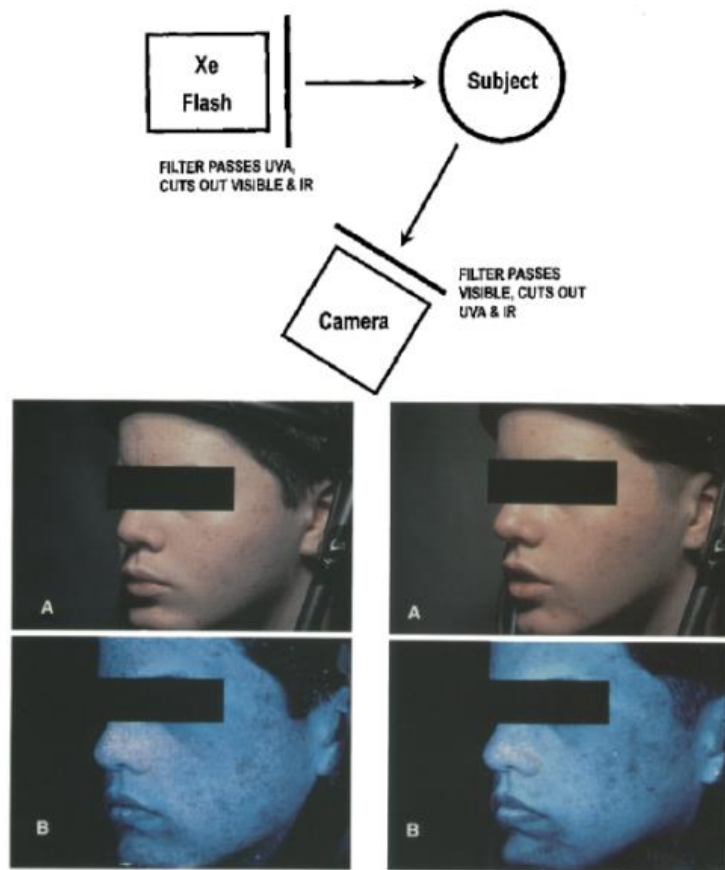 Xe
Flash
Subject
FILTER PASSES UVA,
CUTS OUT VISIBLE & IR
FILTER PASSES
VISIBLE, CUTS OUT
UVA & IR
Camera
A
A
B
B